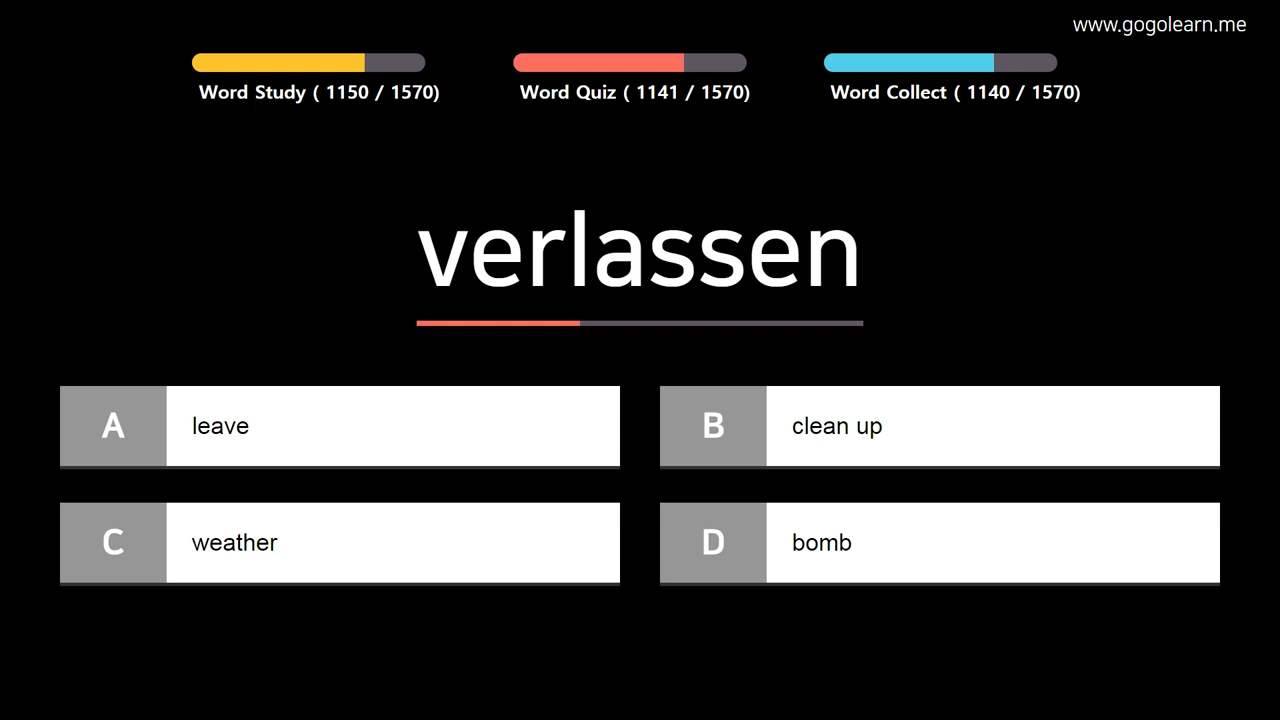 www.gogolearn.me
Word Study ( 1150 / 1570)
Word Quiz ( 1141 / 1570)
Word Collect ( 1140 / 1570)
verlassen
A leave
B clean up
C weather
D bomb